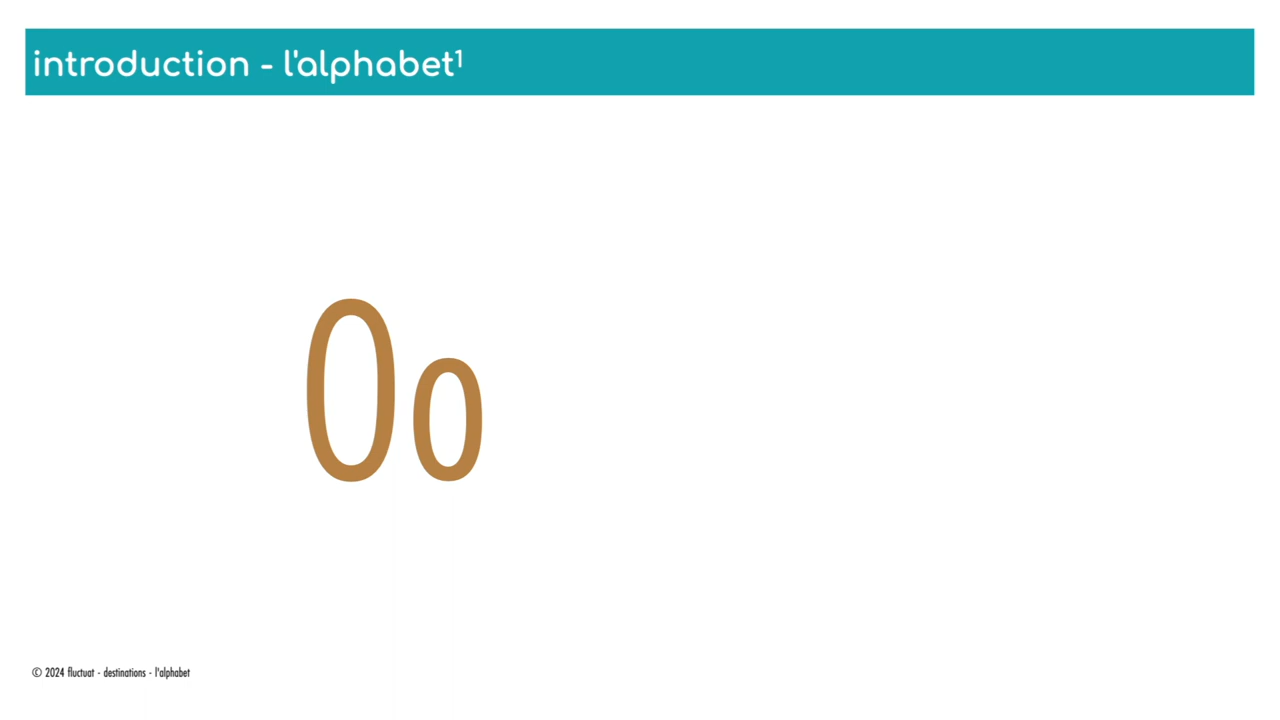 introduction - l'alphabet¹
Oo
© 2024 fluctuat - destinations - l'alphabet